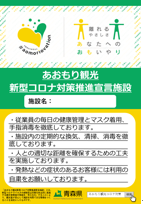 #aomorivation
離れる
やさしさ
あなたへの
おもいやり
あおもり観光
新型コロナ対策推進宣言施設
施設名：
・従業員の毎日の健康管理とマスク着用、
手指消毒を徹底しております。
・施設内の定期的な換気、清掃、消毒を徹
底しております。
・人との適切な距離を確保するための工夫
を実施しております。
・発熱などの症状のあるお客様には利用の
自粛をお願いしております。
青森県